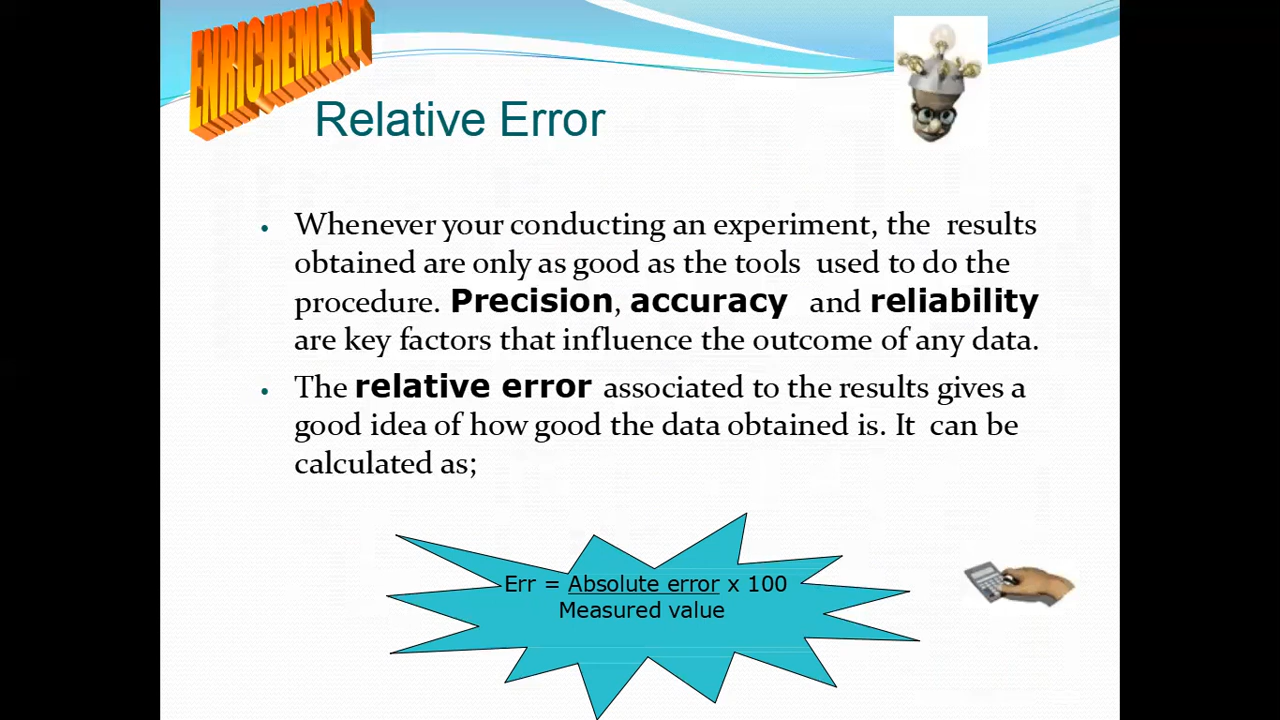 ENRICHEMENT
Relative Error
• Whenever your conducting an experiment, the results
obtained are only as good as the tools used to do the
procedure. Precision, accuracy and reliability
are key factors that influence the outcome of any data.
• The relative error associated to the results gives a
good idea of how good the data obtained is. It can be
calculated as;
Err = Absolute error x 100
Measured value